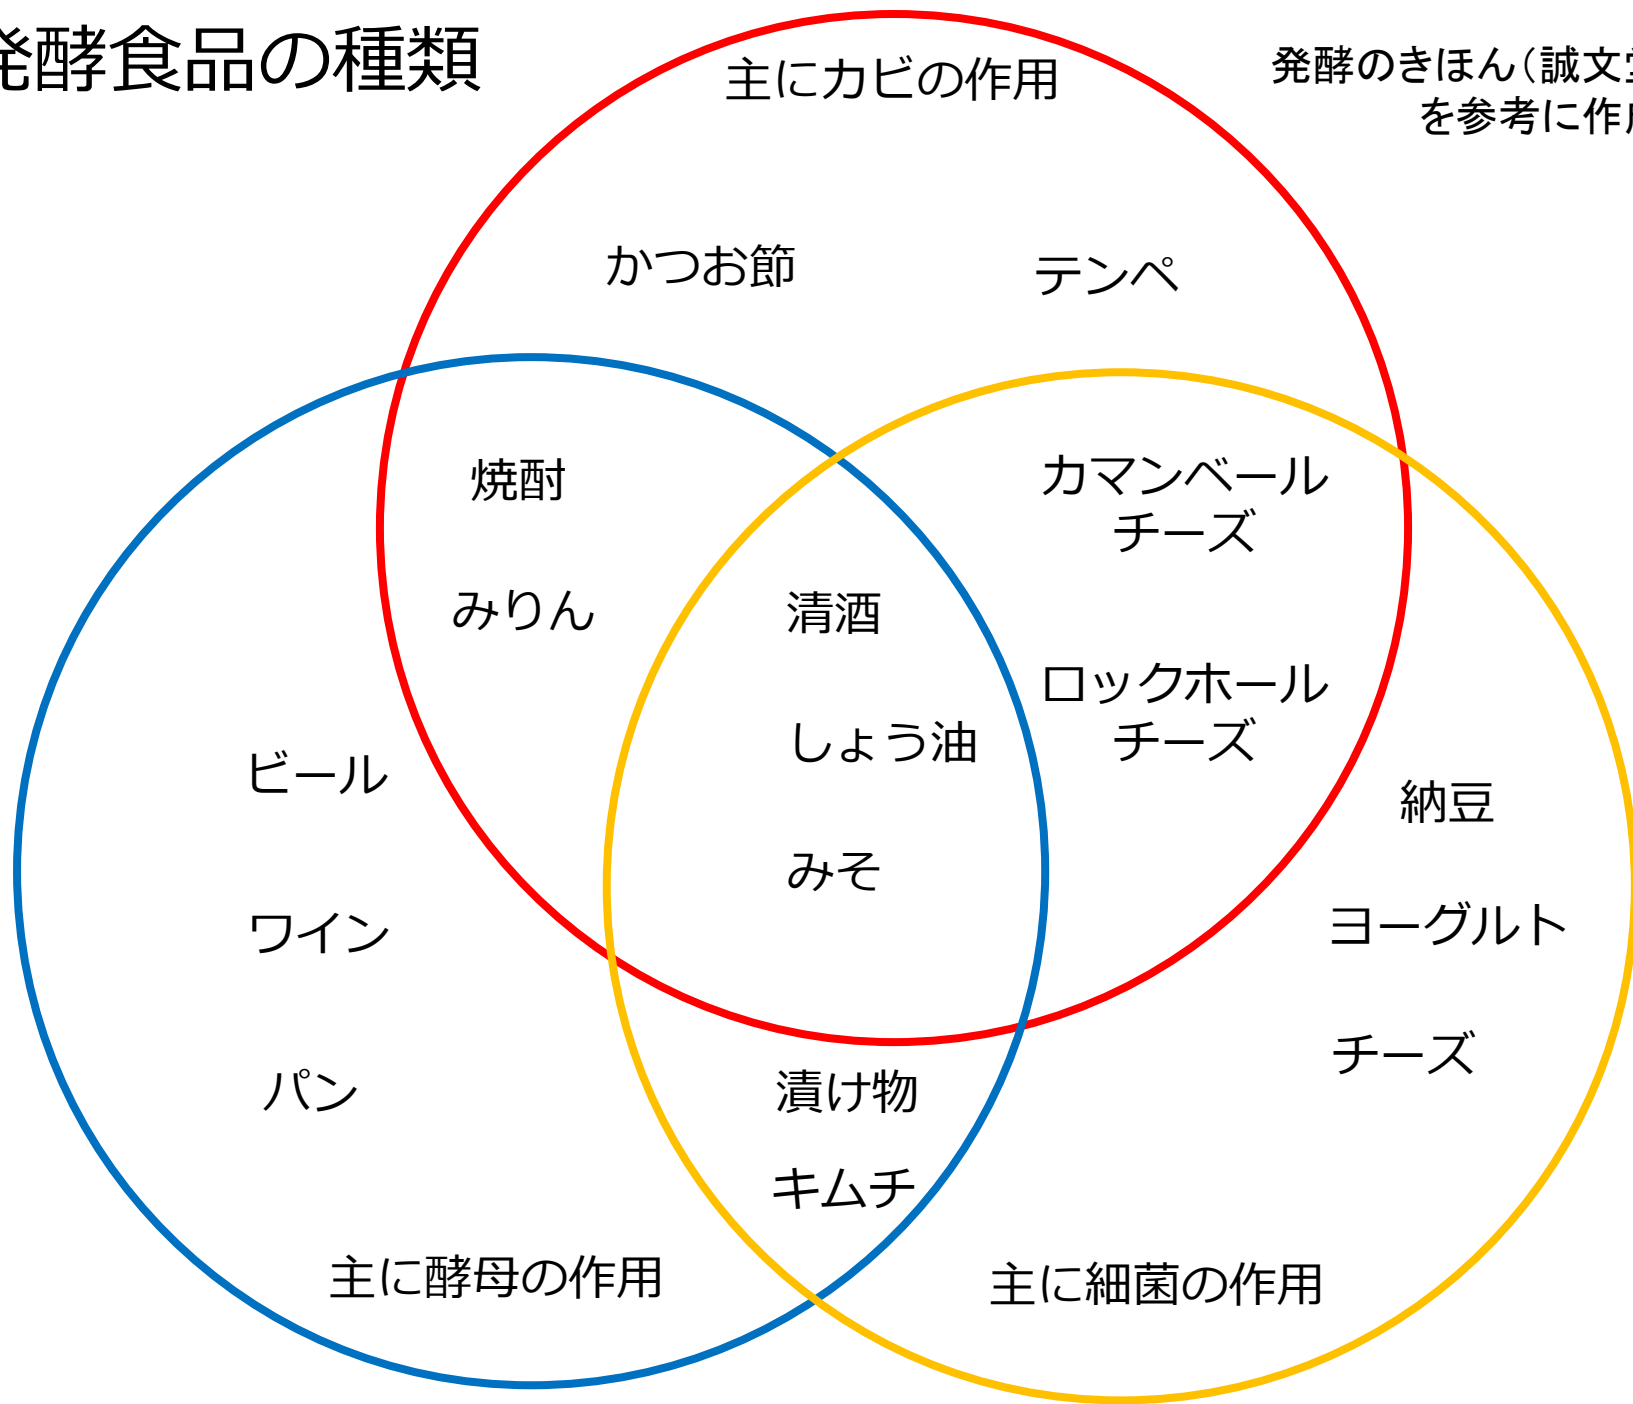 発酵食品の種類
発酵のきほん(誠文堂
を参考に作成
主にカビの作用
かつお節
テンペ
焼酎
みりん
カマンベール
チーズ
清酒
しょう油
みそ
ロックホール
チーズ
ビール
ワイン
パン
納豆
ヨーグルト
チーズ
漬け物
キムチ
主に酵母の作用
主に細菌の作用